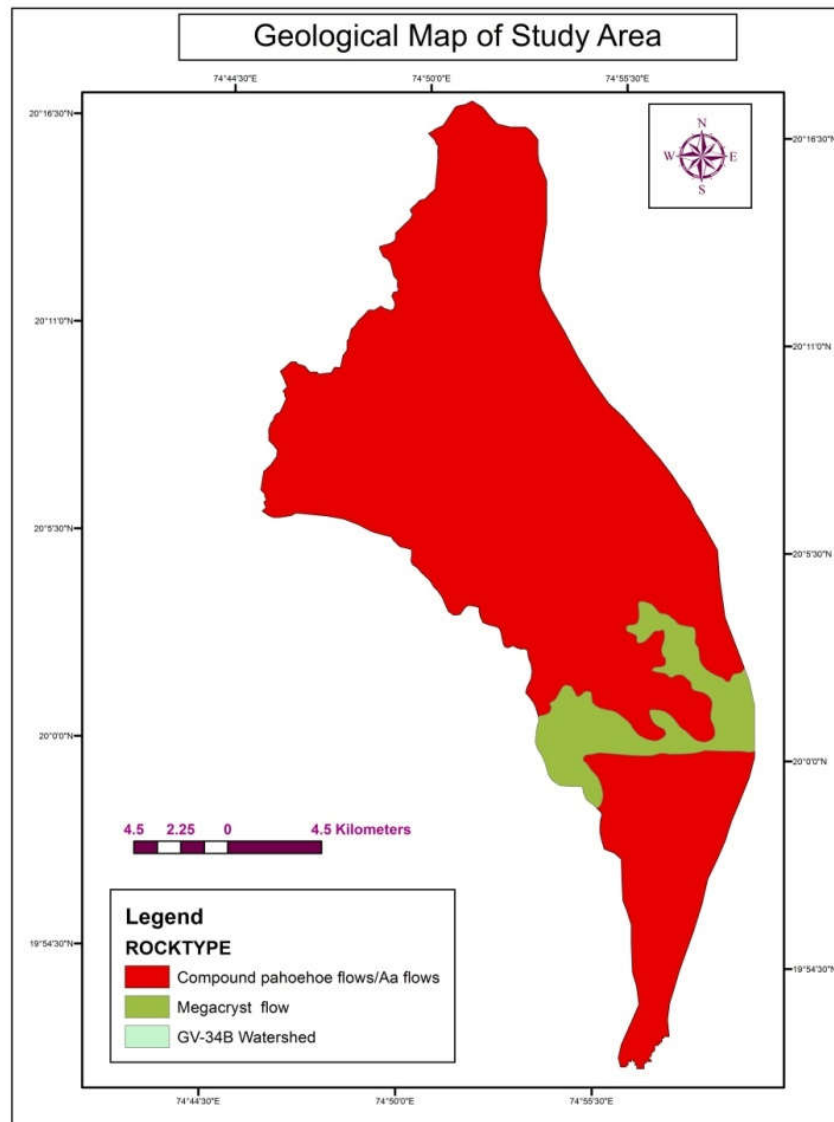 Geological Map of Study Area
74°44'30"E 74°50'0"E 74°55'30"E
20°16'30"N
20°16'30"N
N
W E
S
20°11'0"N
20°11'0"N
20°5'30"N
20°5'30"N
20°0'0"N
20°0'0"N
4.5 2.25 0 4.5 Kilometers
Legend
ROCKTYPE
Compound pahoehoe flows/Aa flows
Megacryst flow
GV-34B Watershed
19°54'30"N
19°54'30"N
74°44'30"E 74°50'0"E 74°55'30"E